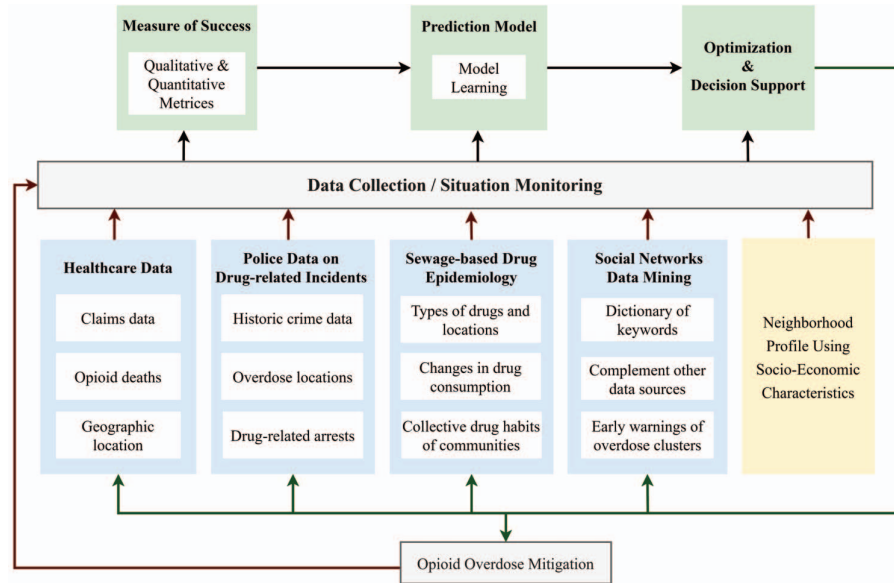 Measure of Success
Qualitative &
Quantitative
Metrices
Prediction Model
Model
Learning
Optimization
&
Decision Support
Data Collection / Situation Monitoring
Healthcare Data
Claims data
Opioid deaths
Geographic
location
Police Data on
Drug-related Incidents
Historic crime data
Overdose locations
Drug-related arrests
Sewage-based Drug
Epidemiology
Types of drugs and
locations
Changes in drug
consumption
Collective drug habits
of communities
Social Networks
Data Mining
Dictionary of
keywords
Complement other
data sources
Early warnings of
overdose clusters
Neighborhood
Profile Using
Socio-Economic
Characteristics
Opioid Overdose Mitigation